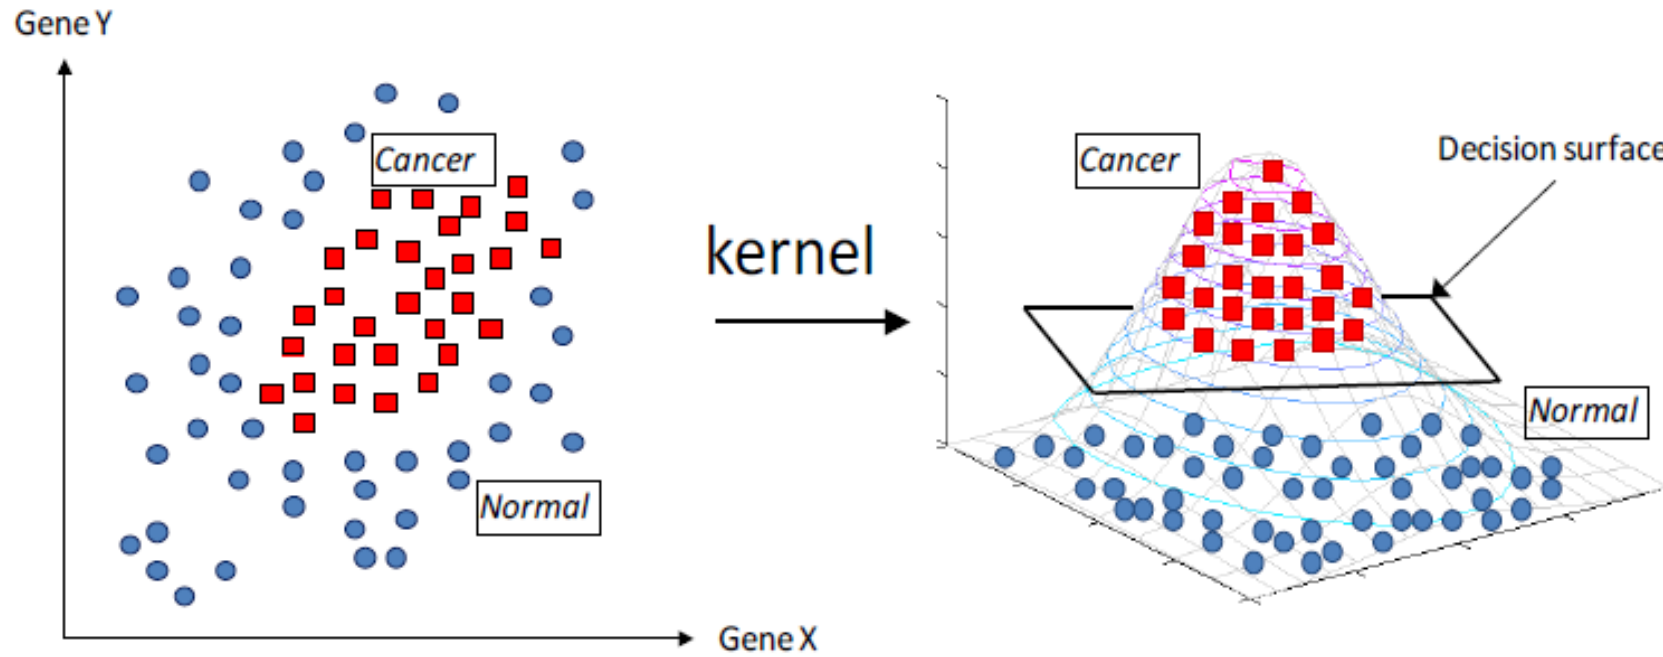 Gene Y
Cancer
Normal
Gene X
kernel
Cancer
Decision surface
Normal